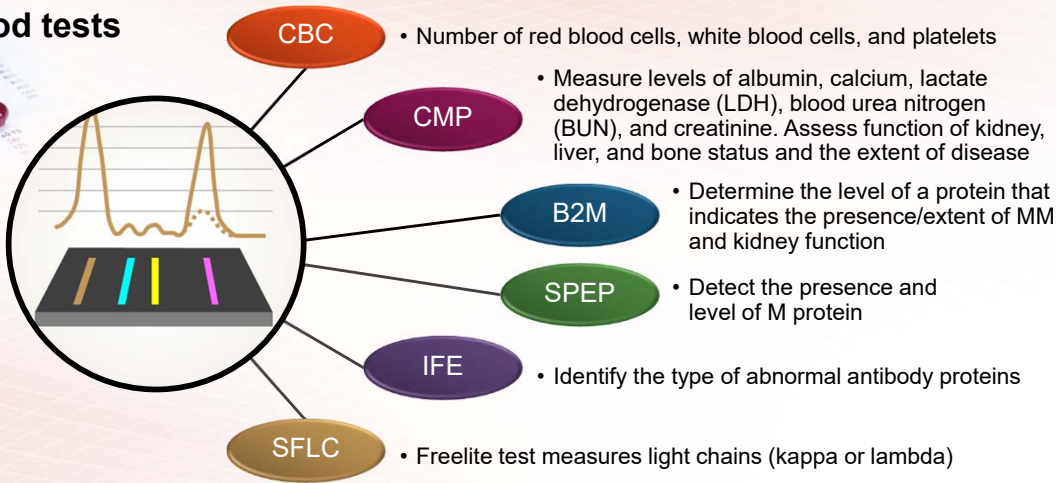 od tests
CBC
• Number of red blood cells, white blood cells, and platelets
CMP
• Measure levels of albumin, calcium, lactate
dehydrogenase (LDH), blood urea nitrogen
(BUN), and creatinine. Assess function of kidney,
liver, and bone status and the extent of disease
B2M
• Determine the level of a protein that
indicates the presence/extent of MM
and kidney function
SPEP
• Detect the presence and
level of M protein
IFE
• Identify the type of abnormal antibody proteins
SFLC
• Freelite test measures light chains (kappa or lambda)